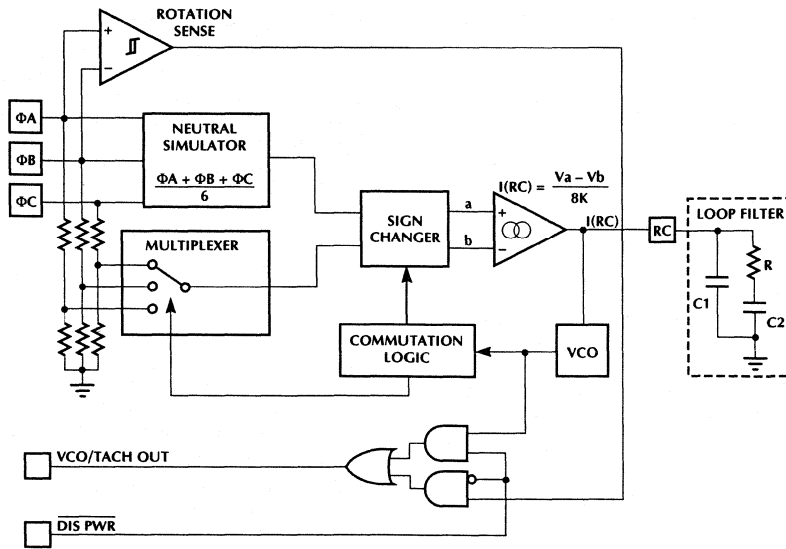 ROTATION
SENSE
+
−
ΦA
ΦB
ΦC
NEUTRAL
SIMULATOR
ΦA + ΦB + ΦC
6
MULTIPLEXER
SIGN
CHANGER
a
b
+
−
I(RC) = Va − Vb
8K
I(RC)
RC
LOOP FILTER
R
C1
C2
COMMUTATION
LOGIC
VCO
VCO/TACH OUT
DIS PWR